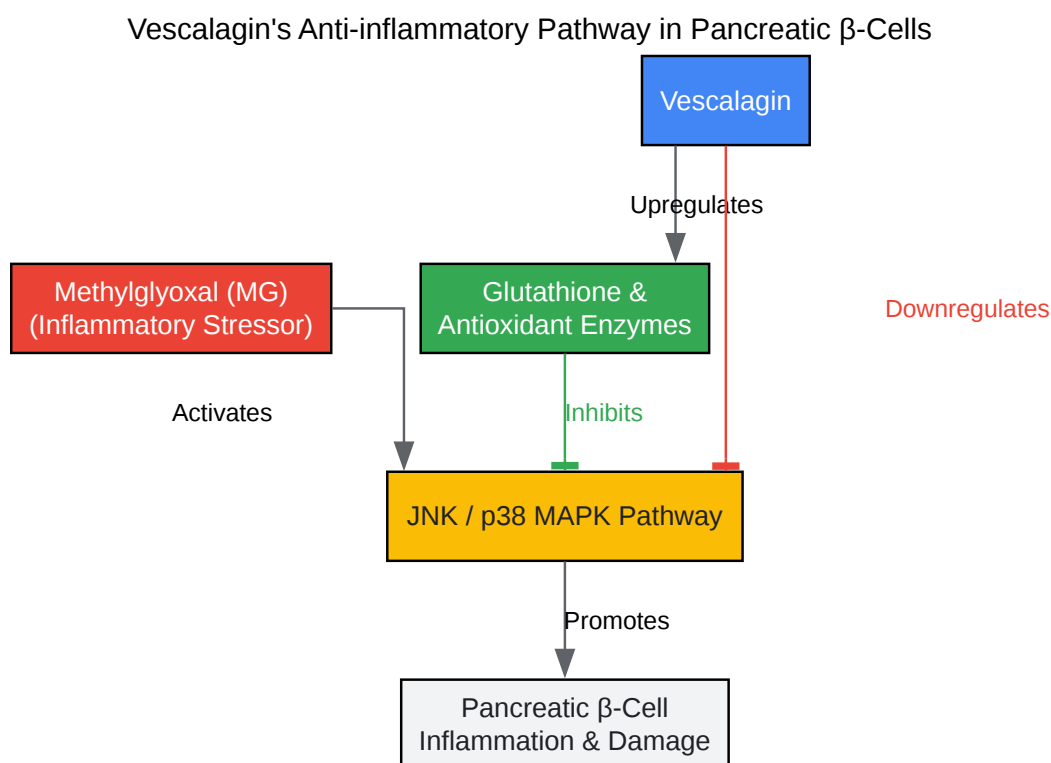 Vescalagin's Anti-inflammatory Pathway in Pancreatic β-Cells
Vescalagin
Upregulates
Methylglyoxal (MG)
(Inflammatory Stressor)
Glutathione &
Antioxidant Enzymes
Downregulates
Activates
Inhibits
JNK / p38 MAPK Pathway
Promotes
Pancreatic β-Cell
Inflammation & Damage